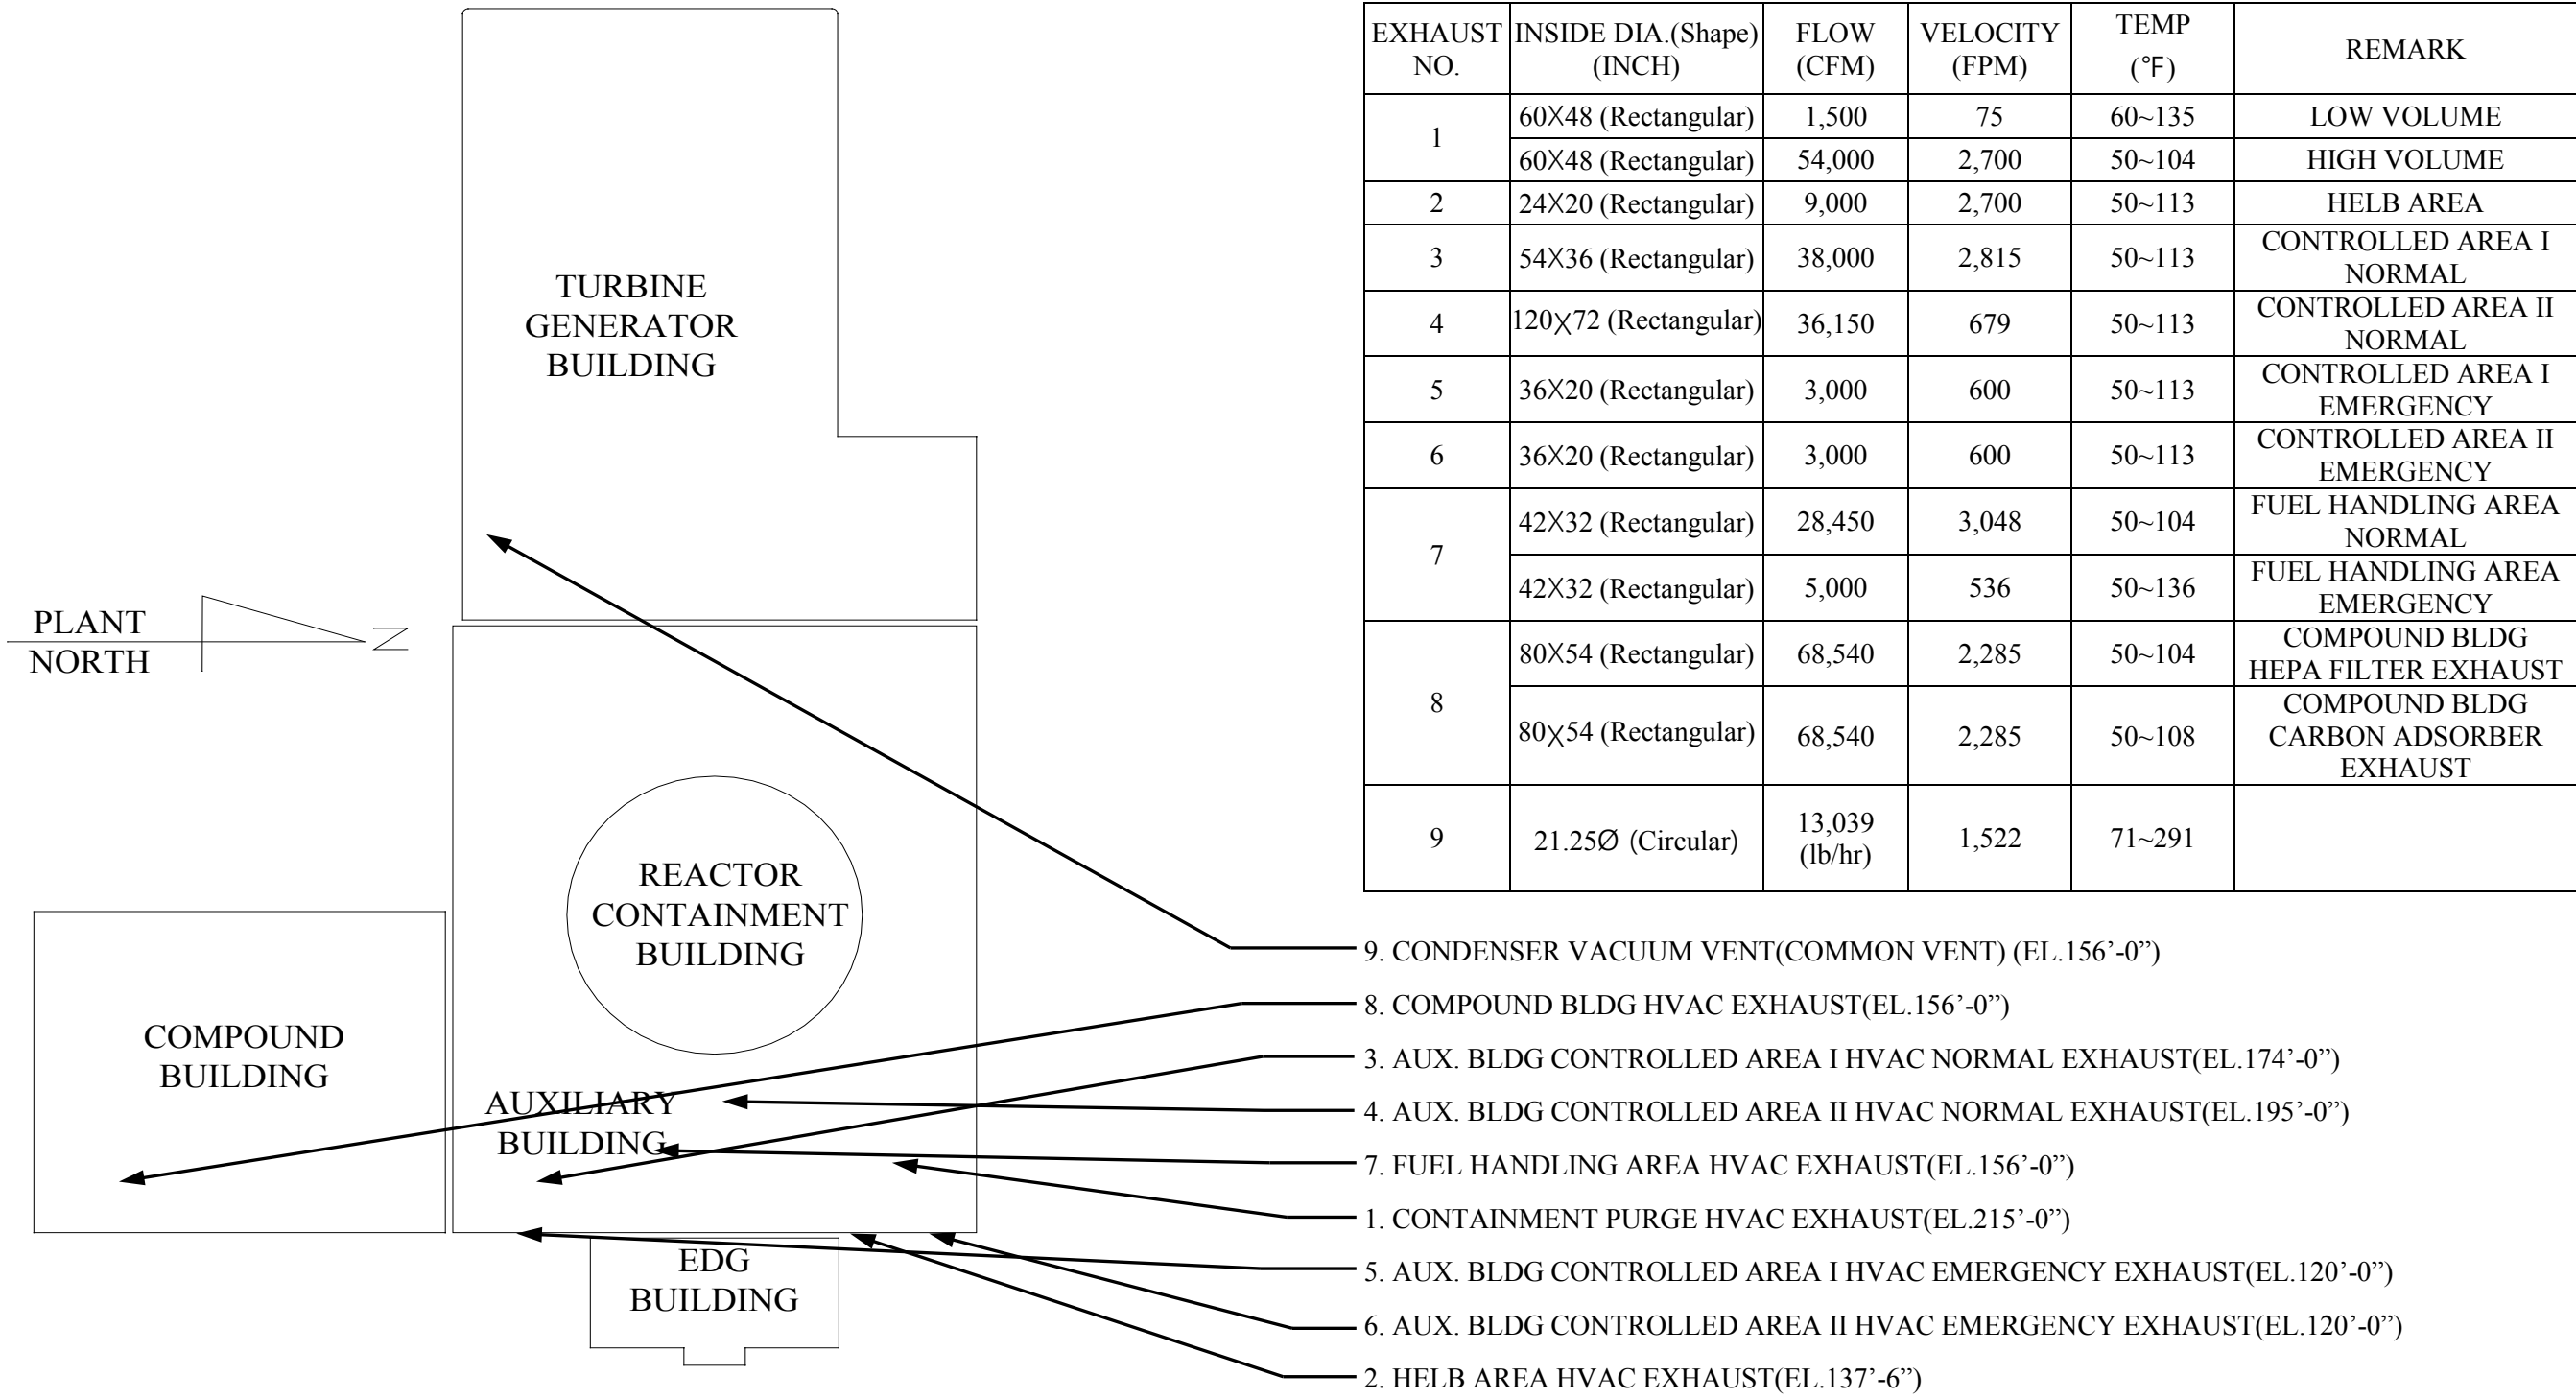 EXHAUST NO. INSIDE DIA.(Shape) (INCH) FLOW (CFM) VELOCITY (FPM) TEMP (°F) REMARK
1 60X48 (Rectangular) 1,500 75 60~135 LOW VOLUME
60X48 (Rectangular) 54,000 2,700 50~104 HIGH VOLUME
2 24X20 (Rectangular) 9,000 2,700 50~113 HELB AREA
3 54X36 (Rectangular) 38,000 2,815 50~113 CONTROLLED AREA I NORMAL
4 120X72 (Rectangular) 36,150 679 50~113 CONTROLLED AREA II NORMAL
5 36X20 (Rectangular) 3,000 600 50~113 CONTROLLED AREA I EMERGENCY
6 36X20 (Rectangular) 3,000 600 50~113 CONTROLLED AREA II EMERGENCY
7 42X32 (Rectangular) 28,450 3,048 50~104 FUEL HANDLING AREA NORMAL
42X32 (Rectangular) 5,000 536 50~136 FUEL HANDLING AREA EMERGENCY
8 80X54 (Rectangular) 68,540 2,285 50~104 COMPOUND BLDG HEPA FILTER EXHAUST
80X54 (Rectangular) 68,540 2,285 50~108 COMPOUND BLDG CARBON ADSORBER EXHAUST
9 21.25Ø (Circular) 13,039 (lb/hr) 1,522 71~291
TURBINE
GENERATOR
BUILDING
PLANT
NORTH
N
REACTOR
CONTAINMENT
BUILDING
COMPOUND
BUILDING
AUXILIARY
BUILDING
EDG
BUILDING
9. CONDENSER VACUUM VENT(COMMON VENT) (EL.156’-0”)
8. COMPOUND BLDG HVAC EXHAUST(EL.156’-0”)
3. AUX. BLDG CONTROLLED AREA I HVAC NORMAL EXHAUST(EL.174’-0”)
4. AUX. BLDG CONTROLLED AREA II HVAC NORMAL EXHAUST(EL.195’-0”)
7. FUEL HANDLING AREA HVAC EXHAUST(EL.156’-0”)
1. CONTAINMENT PURGE HVAC EXHAUST(EL.215’-0”)
5. AUX. BLDG CONTROLLED AREA I HVAC EMERGENCY EXHAUST(EL.120’-0”)
6. AUX. BLDG CONTROLLED AREA II HVAC EMERGENCY EXHAUST(EL.120’-0”)
2. HELB AREA HVAC EXHAUST(EL.137’-6”)